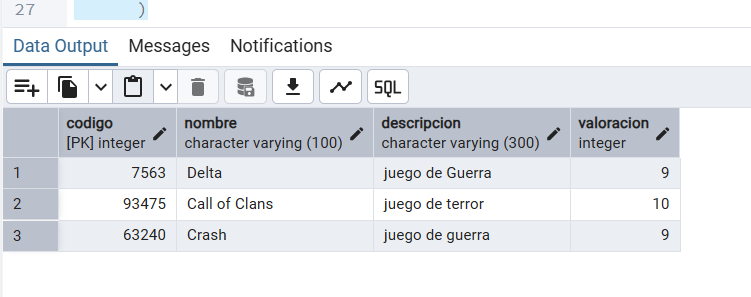 27 )
Data Output Messages Notifications
SQL
codigo nombre descripcion valoracion
[PK] integer character varying (100) character varying (300) integer
1 7563 Delta juego de Guerra 9
2 93475 Call of Clans juego de terror 10
3 63240 Crash juego de guerra 9